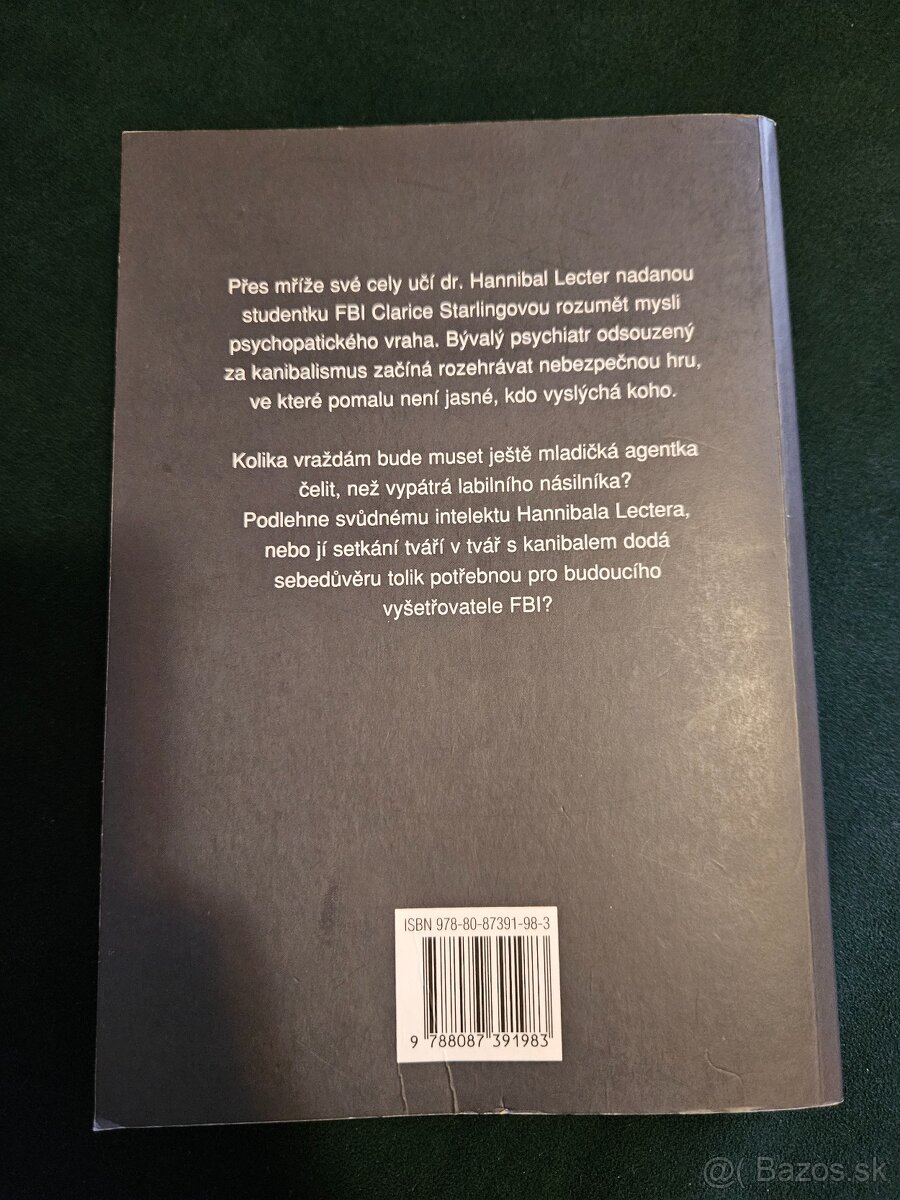 Přes mříže své cely učí dr. Hannibal Lecter nadanou
studentku FBI Clarice Starlingovou rozumět mysli
psychopatického vraha. Bývalý psychiatr odsouzený
za kanibalismus začíná rozehrávat nebezpečnou hru,
ve které pomalu není jasné, kdo vyslýchá koho.
Kolika vraždám bude muset ještě mladičká agentka
čelit, než vypátrá labilního násilníka?
Podlehne svůdnému intelektu Hannibala Lectera,
nebo jí setkání tváří v tvář s kanibalem dodá
sebedůvěru tolik potřebnou pro budoucího
vyšetřovatele FBI?
ISBN 978-80-87391-98-3
9 788087 391983
@( Bazos.sk